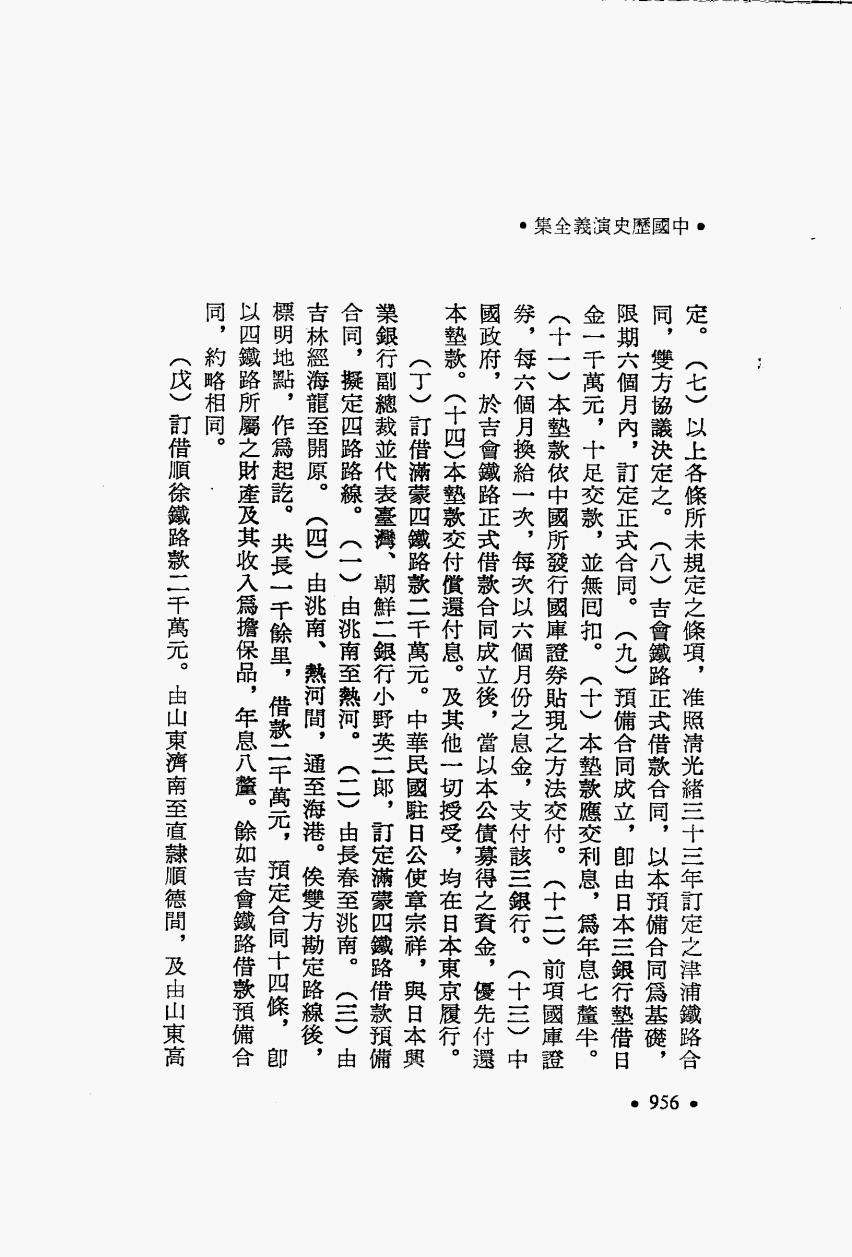 •中國歷史演義全集•
定。（七）以上各條所未規定之條項，准照清光緒三十三年訂定之津浦鐵路合
同，雙方協議決定之。（八）吉會鐵路正式借款合同，以本預備合同爲基礎，
限期六個月內，訂定正式合同。（九）預備合同成立，卽由日本三銀行墊借日
金一千萬元，十足交款，並無回扣。（十）本墊款應交利息，爲年息七釐半。
（十一）本墊款依中國所發行國庫證券貼現之方法交付。（十二）前項國庫證
券，每六個月換給一次，每次以六個月份之息金，支付該三銀行。（十三）中
國政府，於吉會鐵路正式借款合同成立後，當以本公債募得之資金，優先付還
本墊款。（十四）本墊款交付償還付息。及其他一切授受，均在日本東京履行。
（丁）訂借滿蒙四鐵路款二千萬元。中華民國駐日公使章宗祥，與日本興
業銀行副總裁並代表臺灣、朝鮮二銀行小野英二郎，訂定滿蒙四鐵路借款預備
合同，擬定四路路線。（一）由洮南至熱河。（二）由長春至洮南。（三）由
吉林經海龍至開原。（四）由洮南、熱河間，通至海港。俟雙方勘定路線後，
標明地點，作爲起訖。共長一千餘里，借款二千萬元，預定合同十四條，卽
以四鐵路所屬之財產及其收入爲擔保品，年息八釐。餘如吉會鐵路借款預備合
同，約略相同。
（戊）訂借順徐鐵路款二千萬元。由山東濟南至直隸順德間，及由山東高
•956•